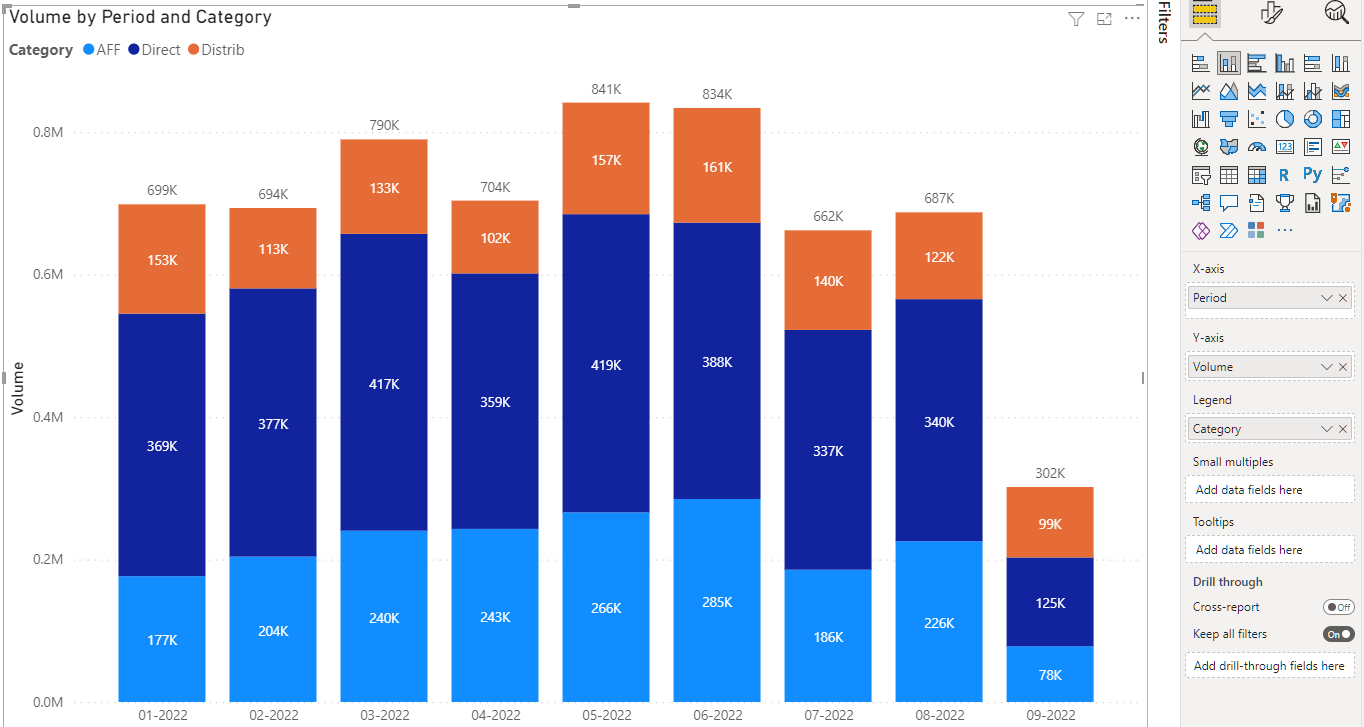 Volume by Period and Category
Category AFF Direct Distrib
Volume
0.8M
0.6M
0.4M
0.2M
0.0M
699K
153K
369K
177K
01-2022
694K
113K
377K
204K
02-2022
790K
133K
417K
240K
03-2022
704K
102K
359K
243K
04-2022
841K
157K
419K
266K
05-2022
834K
161K
388K
285K
06-2022
662K
140K
337K
186K
07-2022
687K
122K
340K
226K
08-2022
302K
99K
125K
78K
09-2022
Filters
123
R Py
X-axis
Period
Y-axis
Volume
Legend
Category
Small multiples
Add data fields here
Tooltips
Add data fields here
Drill through
Cross-report Off
Keep all filters On
Add drill-through fields here